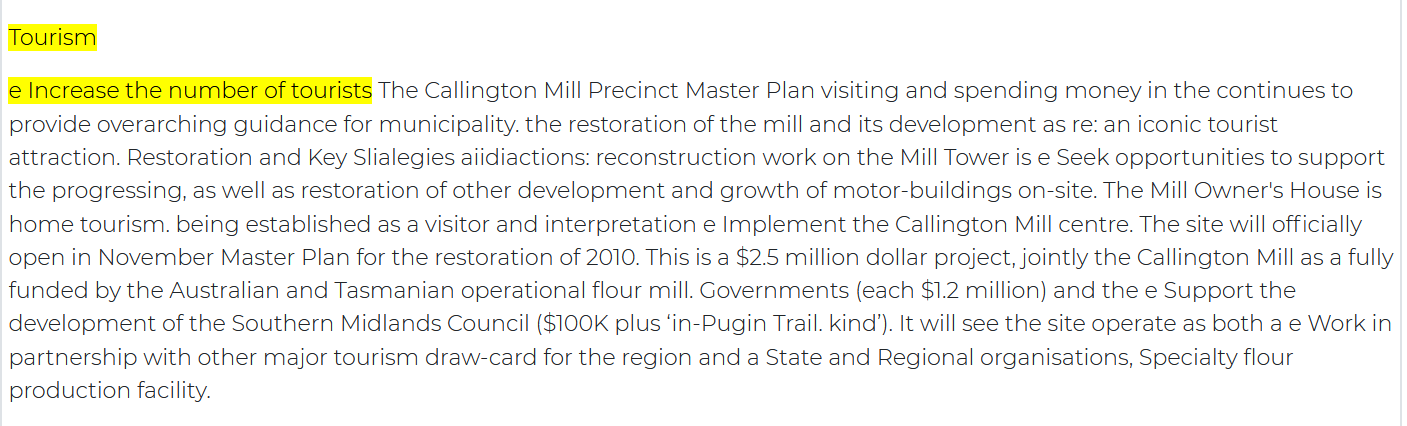 Tourism
e Increase the number of tourists The Callington Mill Precinct Master Plan visiting and spending money in the continues to
provide overarching guidance for municipality. the restoration of the mill and its development as re: an iconic tourist
attraction. Restoration and Key Slialegies aiidiactions: reconstruction work on the Mill Tower is e Seek opportunities to support
the progressing, as well as restoration of other development and growth of motor-buildings on-site. The Mill Owner's House is
home tourism. being established as a visitor and interpretation e Implement the Callington Mill centre. The site will officially
open in November Master Plan for the restoration of 2010. This is a $2.5 million dollar project, jointly the Callington Mill as a fully
funded by the Australian and Tasmanian operational flour mill. Governments (each $1.2 million) and the e Support the
development of the Southern Midlands Council ($100K plus ‘in-Pugin Trail. kind’). It will see the site operate as both a e Work in
partnership with other major tourism draw-card for the region and a State and Regional organisations, Specialty flour
production facility.